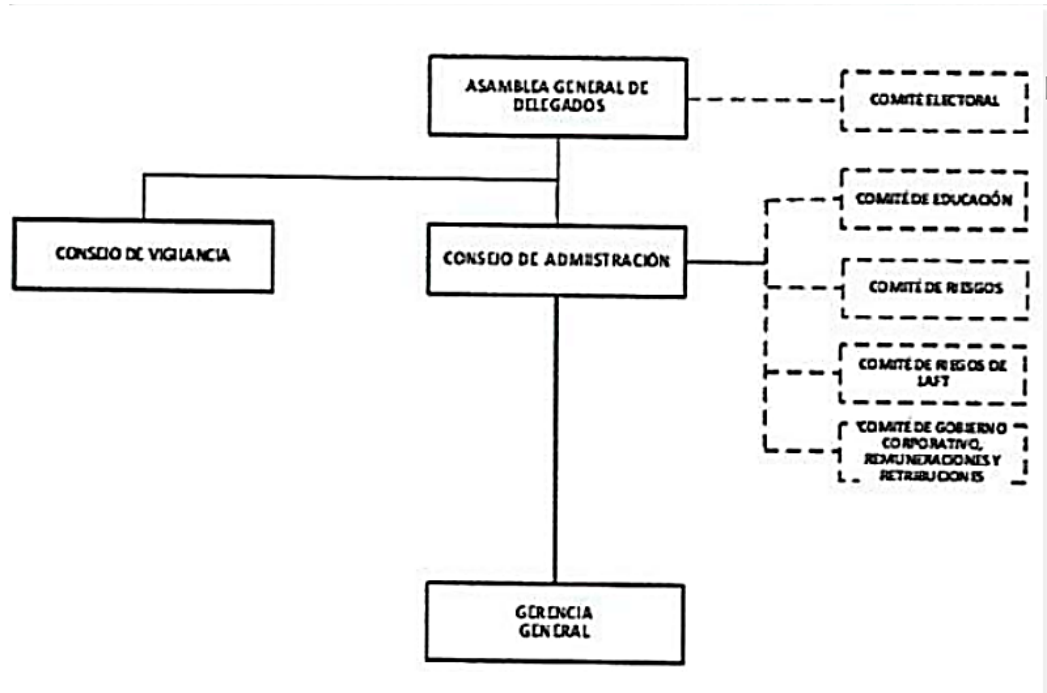 ASAMBLEA GENERAL DE
DELEGADOS
COMITÉ ELECTORAL
COMITÉ DE EDUCACIÓN
CONSEJO DE VIGILANCIA
CONSEJO DE ADMISTRACIÓN
COMITÉ DE RIESGOS
COMITÉ DE RIEGOS DE
LAFT
COMITÉ DE GOBIERNO
CORPORATIVO,
REMUNERACIONES Y
RETRIBUCIONES
GERENCIA
GENERAL